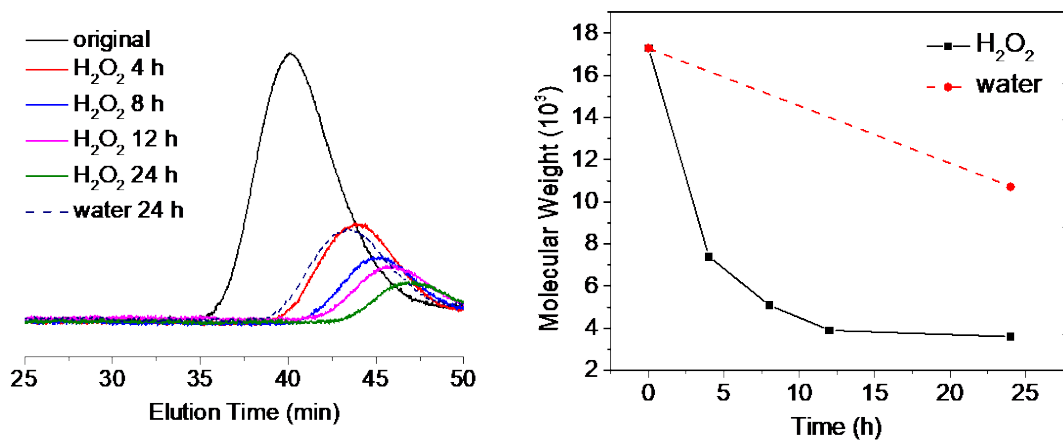 original
H₂O₂ 4 h
H₂O₂ 8 h
H₂O₂ 12 h
H₂O₂ 24 h
water 24 h
25 30 35 40 45 50
Elution Time (min)
H₂O₂
water
18
16
14
12
10
8
6
4
2
Molecular Weight (10³)
0 5 10 15 20 25
Time (h)